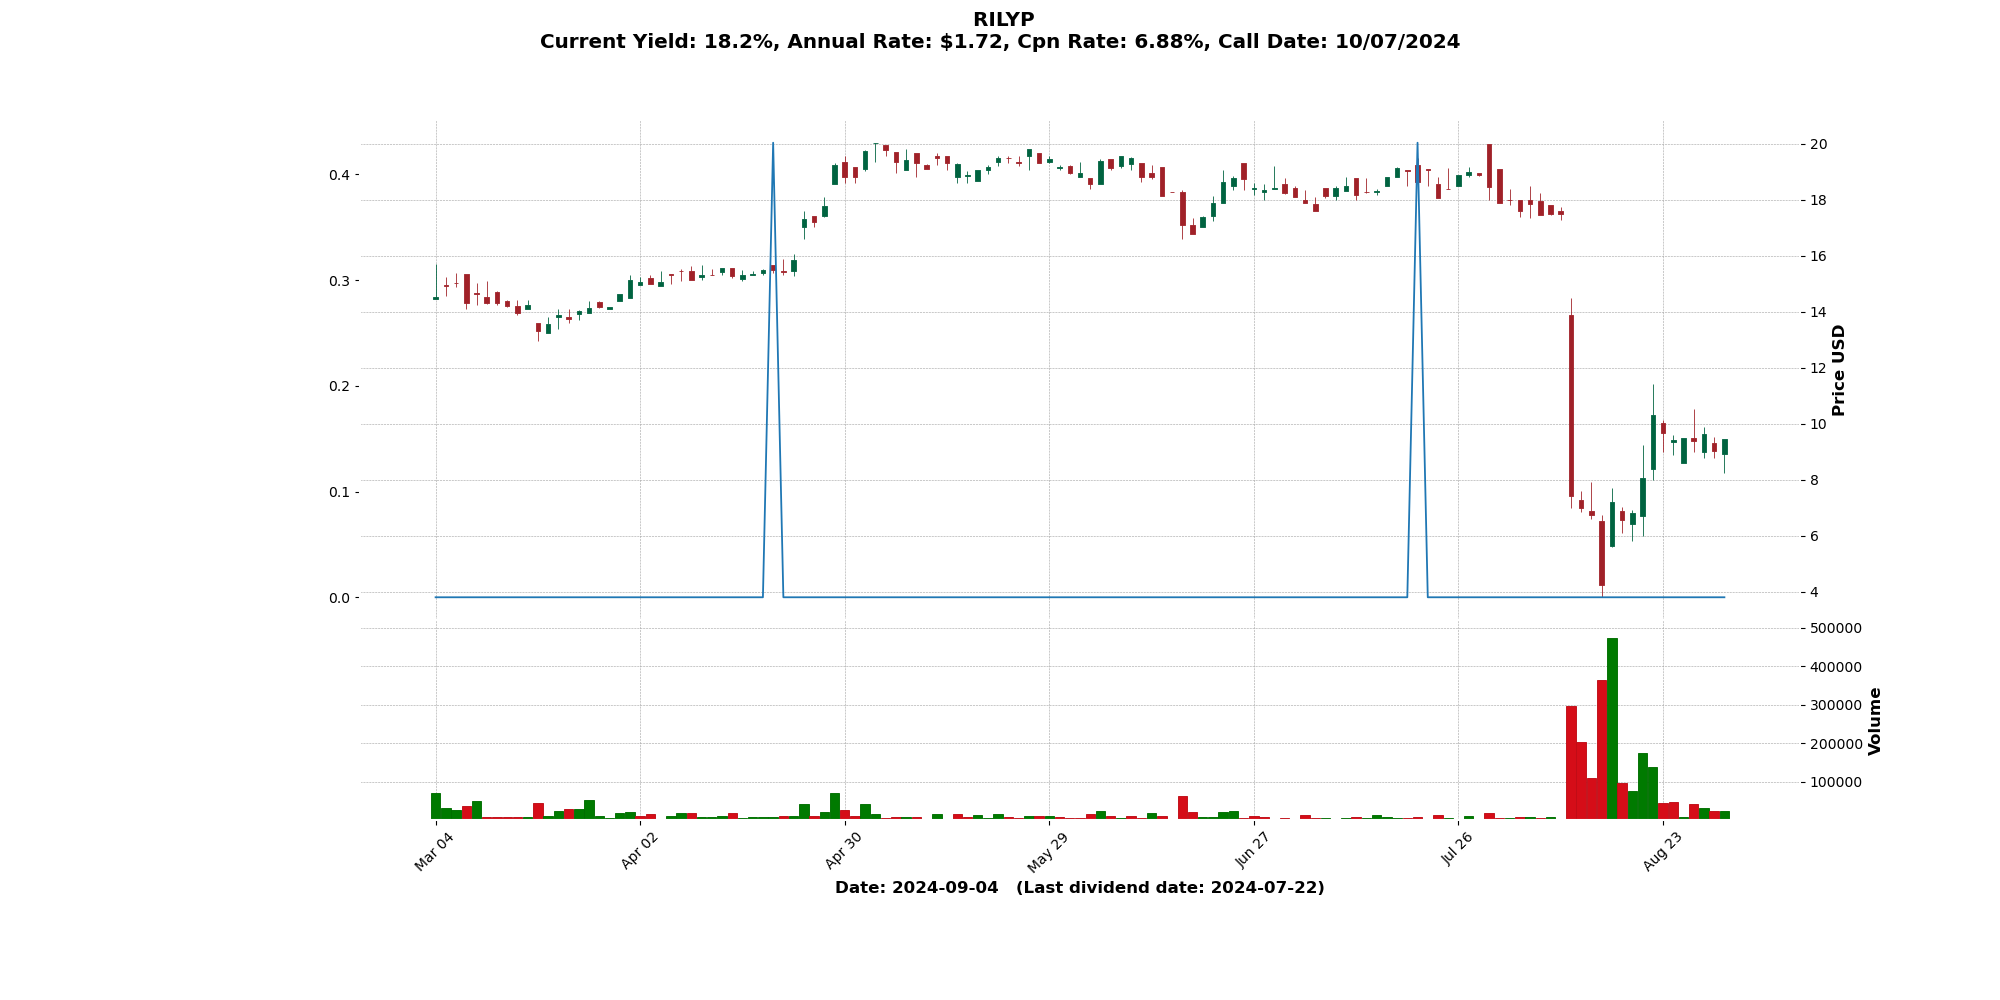 RILYP
Current Yield: 18.2%, Annual Rate: $1.72, Cpn Rate: 6.88%, Call Date: 10/07/2024
0.4
0.3
0.2
0.1
0.0
20
18
16
14
12
10
8
6
4
Price USD
500000
400000
300000
200000
100000
Volume
Mar 04
Apr 02
Apr 30
May 29
Jun 27
Jul 26
Aug 23
Date: 2024-09-04 (Last dividend date: 2024-07-22)